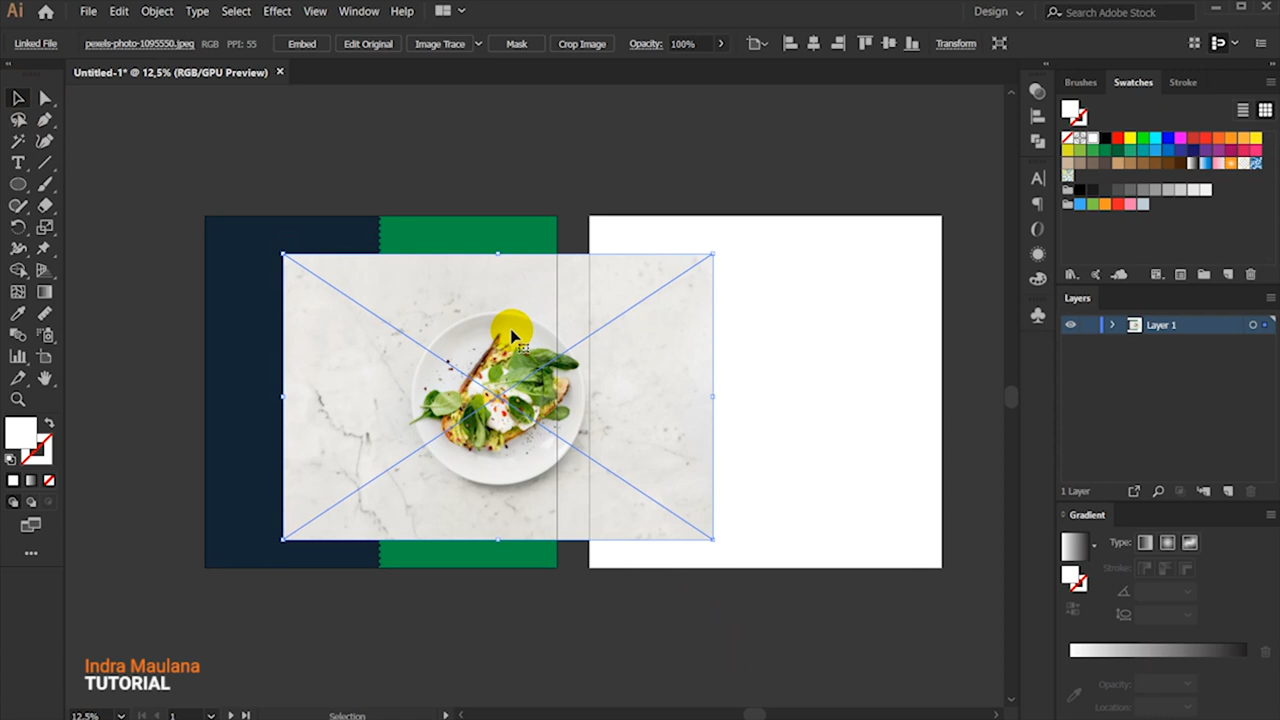 Ai File Edit Object Type Select Effect View Window Help Design Search Adobe Stock
Linked File pexels-photo-1095550.jpeg RGB PPI: 55 Embed Edit Original Image Trace Mask Crop Image Opacity: 100% Transform
Untitled-1* @ 12,5% (RGB/GPU Preview) ×
Brushes Swatches Stroke
Layers
Layer 1
1 Layer
Gradient
Type:
Stroke:
Opacity:
Location:
Indra Maulana
TUTORIAL
12,5% 1 Selection